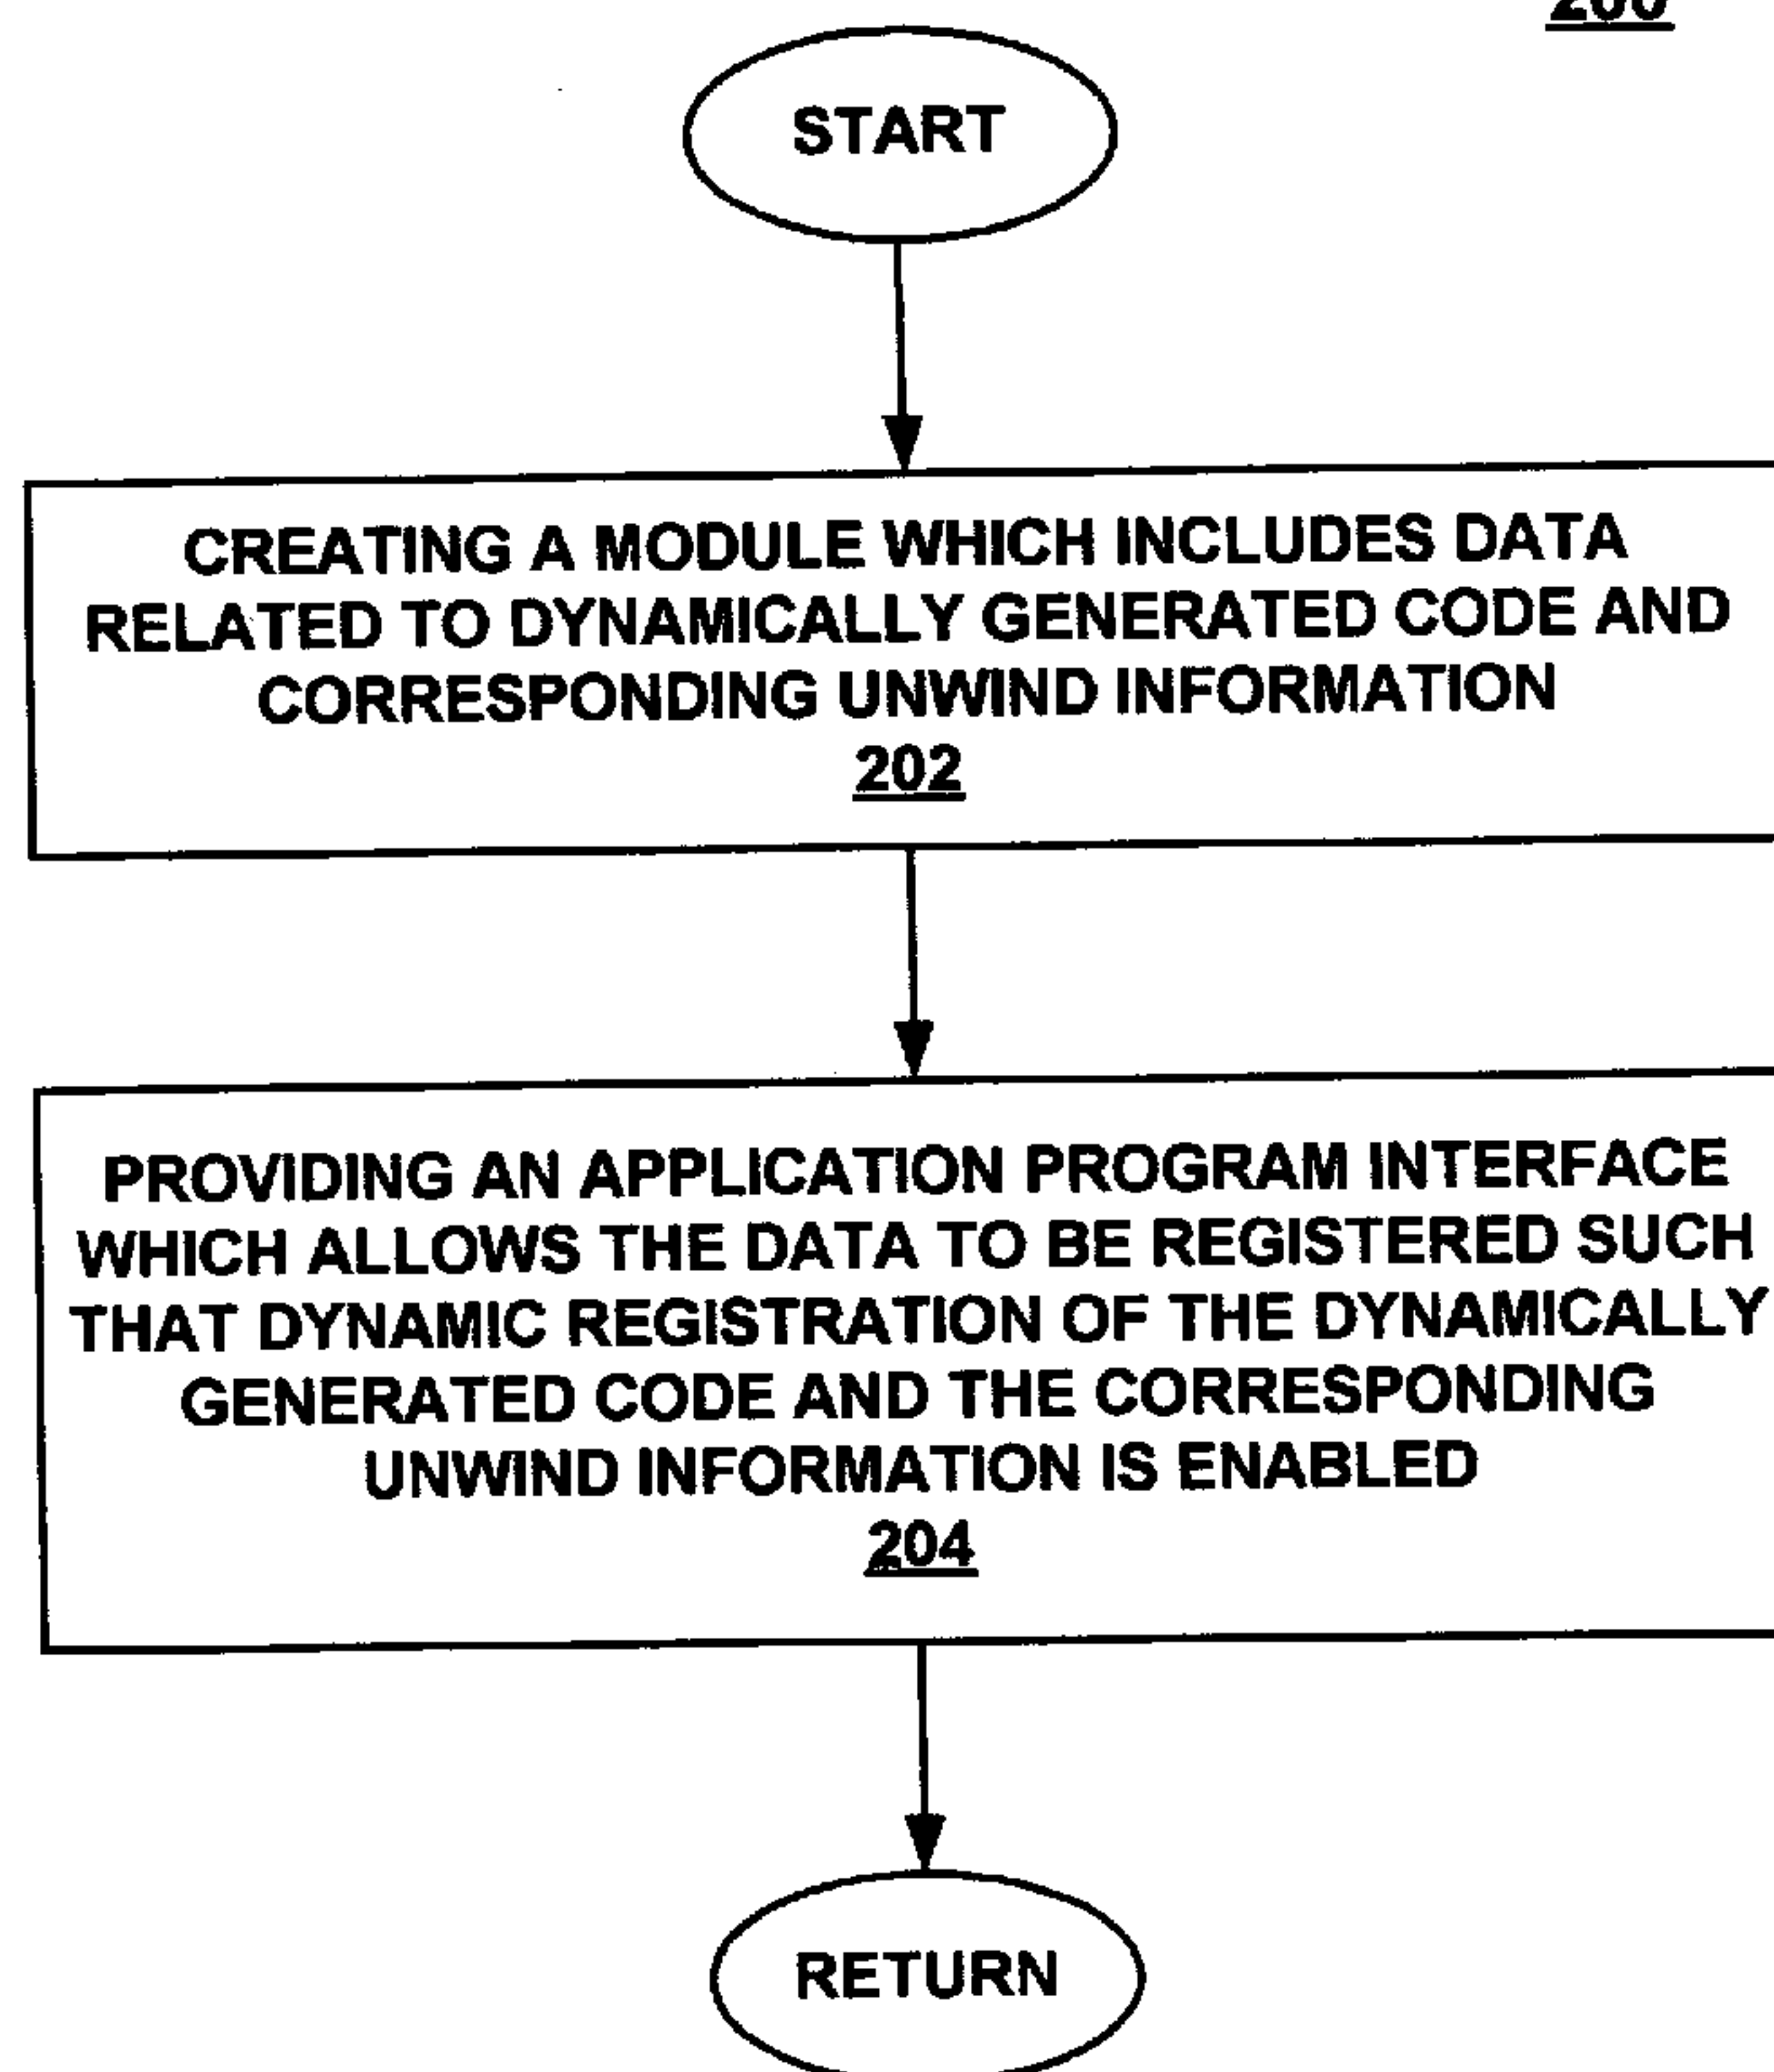 START
CREATING A MODULE WHICH INCLUDES DATA
RELATED TO DYNAMICALLY GENERATED CODE AND
CORRESPONDING UNWIND INFORMATION
202
PROVIDING AN APPLICATION PROGRAM INTERFACE
WHICH ALLOWS THE DATA TO BE REGISTERED SUCH
THAT DYNAMIC REGISTRATION OF THE DYNAMICALLY
GENERATED CODE AND THE CORRESPONDING
UNWIND INFORMATION IS ENABLED
204
RETURN